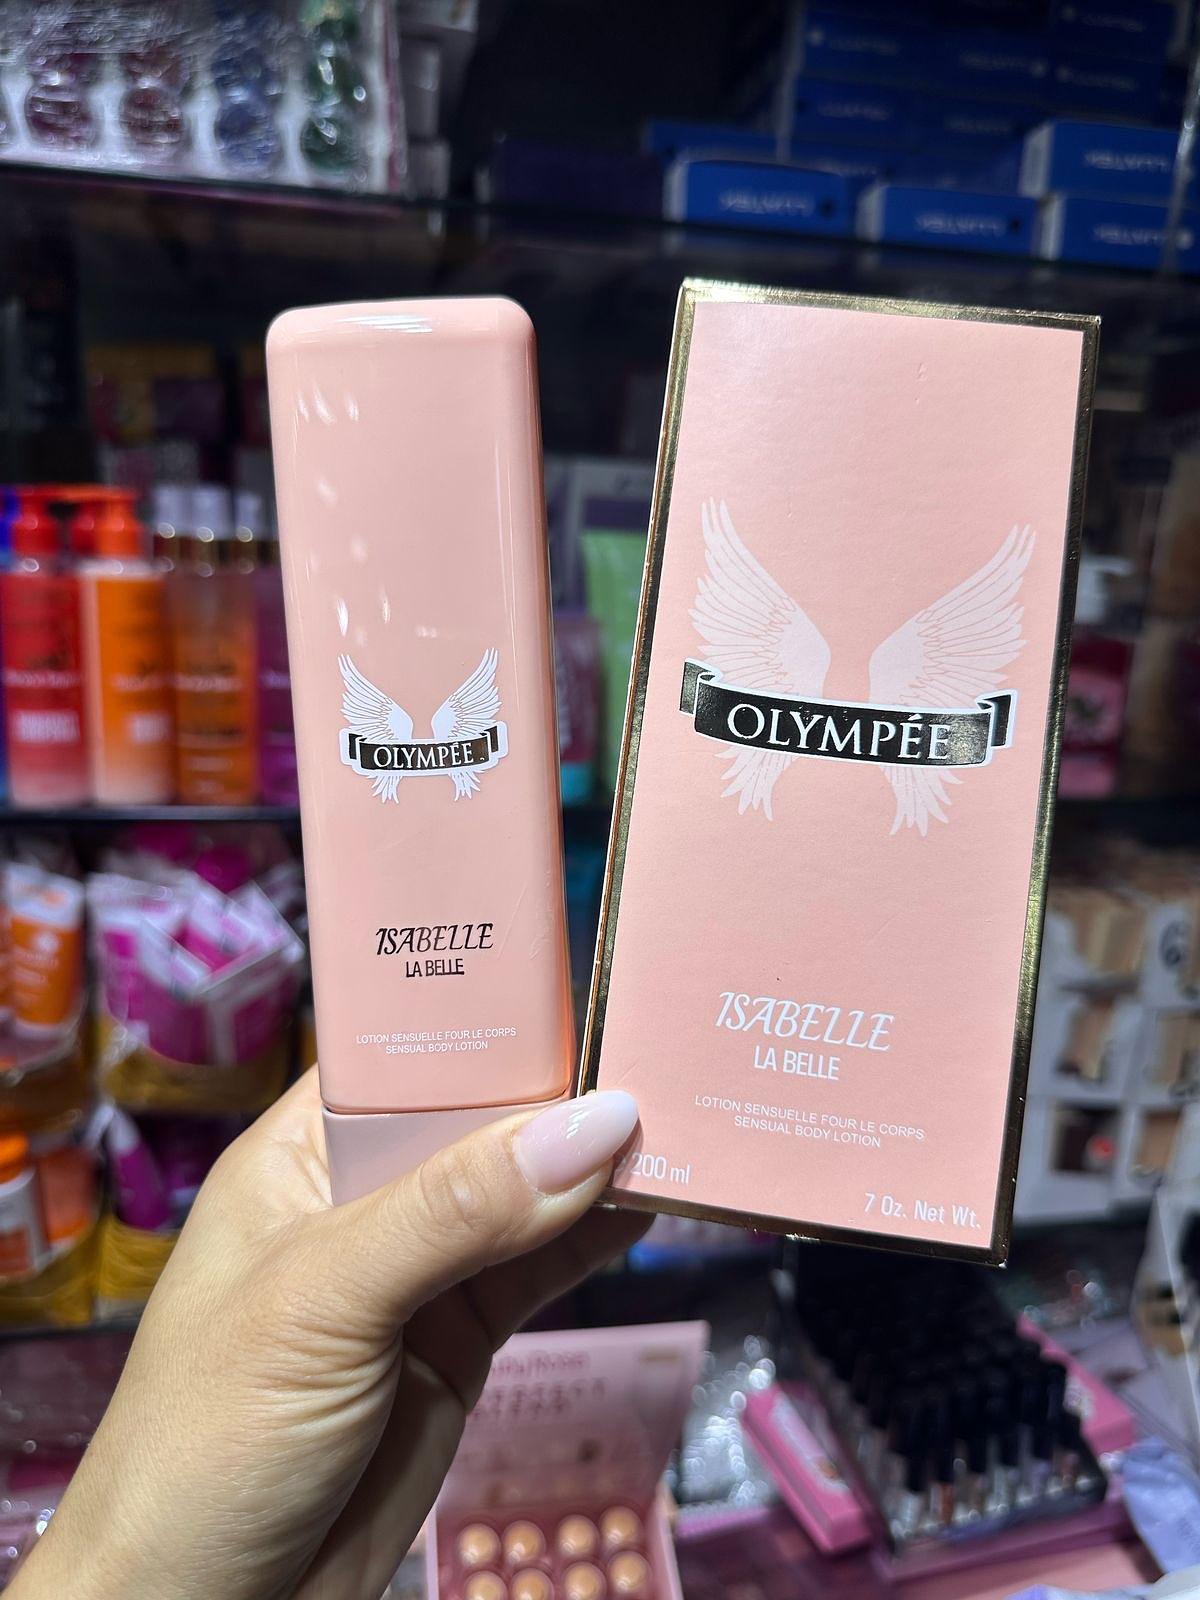 OLYMPÉE
ISABELLE
LA BELLE
LOTION SENSUELLE FOUR LE CORPS
SENSUAL BODY LOTION
OLYMPÉE
ISABELLE
LA BELLE
LOTION SENSUELLE FOUR LE CORPS
SENSUAL BODY LOTION
e 200 ml
7 Oz. Net Wt.